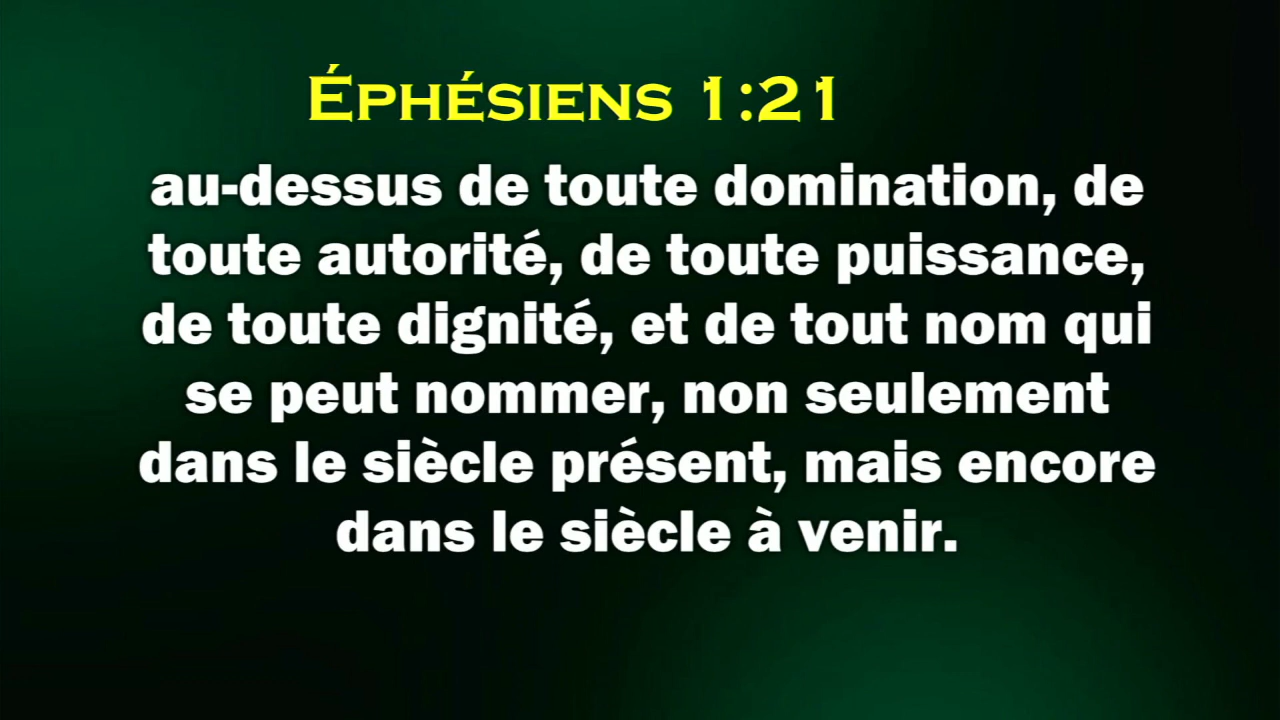 Éphésiens 1:21
au-dessus de toute domination, de
toute autorité, de toute puissance,
de toute dignité, et de tout nom qui
se peut nommer, non seulement
dans le siècle présent, mais encore
dans le siècle à venir.